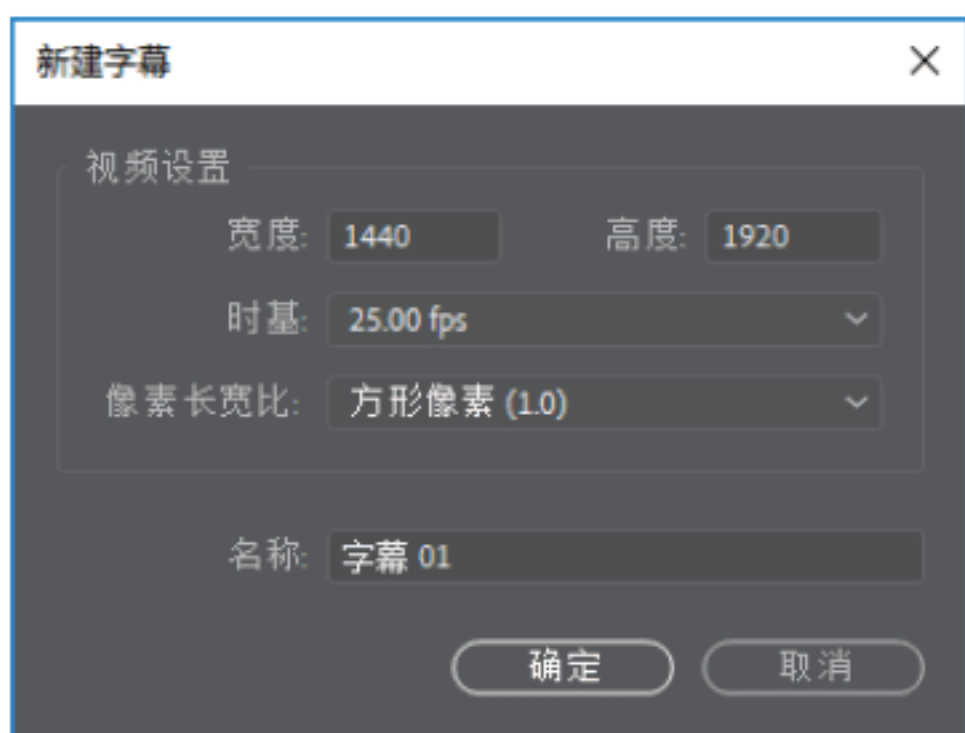 新建字幕
视频设置
宽度: 1440 高度: 1920
时基: 25.00 fps
像素长宽比: 方形像素 (1.0)
名称: 字幕 01
确定 取消